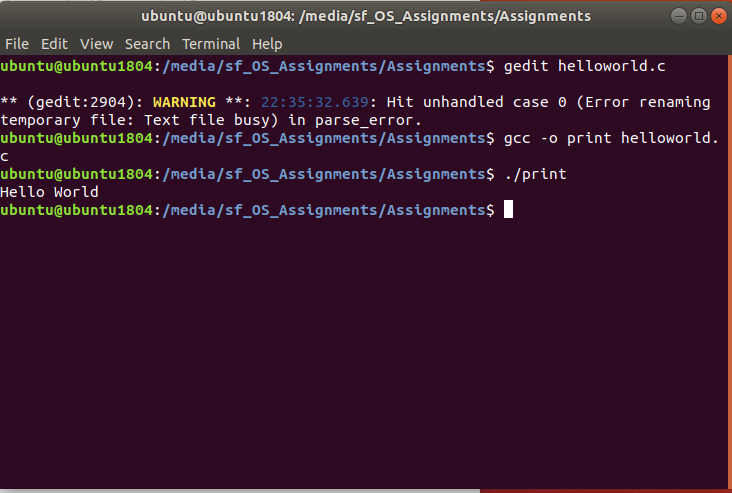 ubuntu@ubuntu1804: /media/sf_OS_Assignments/Assignments
File Edit View Search Terminal Help
ubuntu@ubuntu1804:/media/sf_OS_Assignments/Assignments$ gedit helloworld.c
** (gedit:2904): WARNING **: 22:35:32.639: Hit unhandled case 0 (Error renaming
temporary file: Text file busy) in parse_error.
ubuntu@ubuntu1804:/media/sf_OS_Assignments/Assignments$ gcc -o print helloworld.
c
ubuntu@ubuntu1804:/media/sf_OS_Assignments/Assignments$ ./print
Hello World
ubuntu@ubuntu1804:/media/sf_OS_Assignments/Assignments$